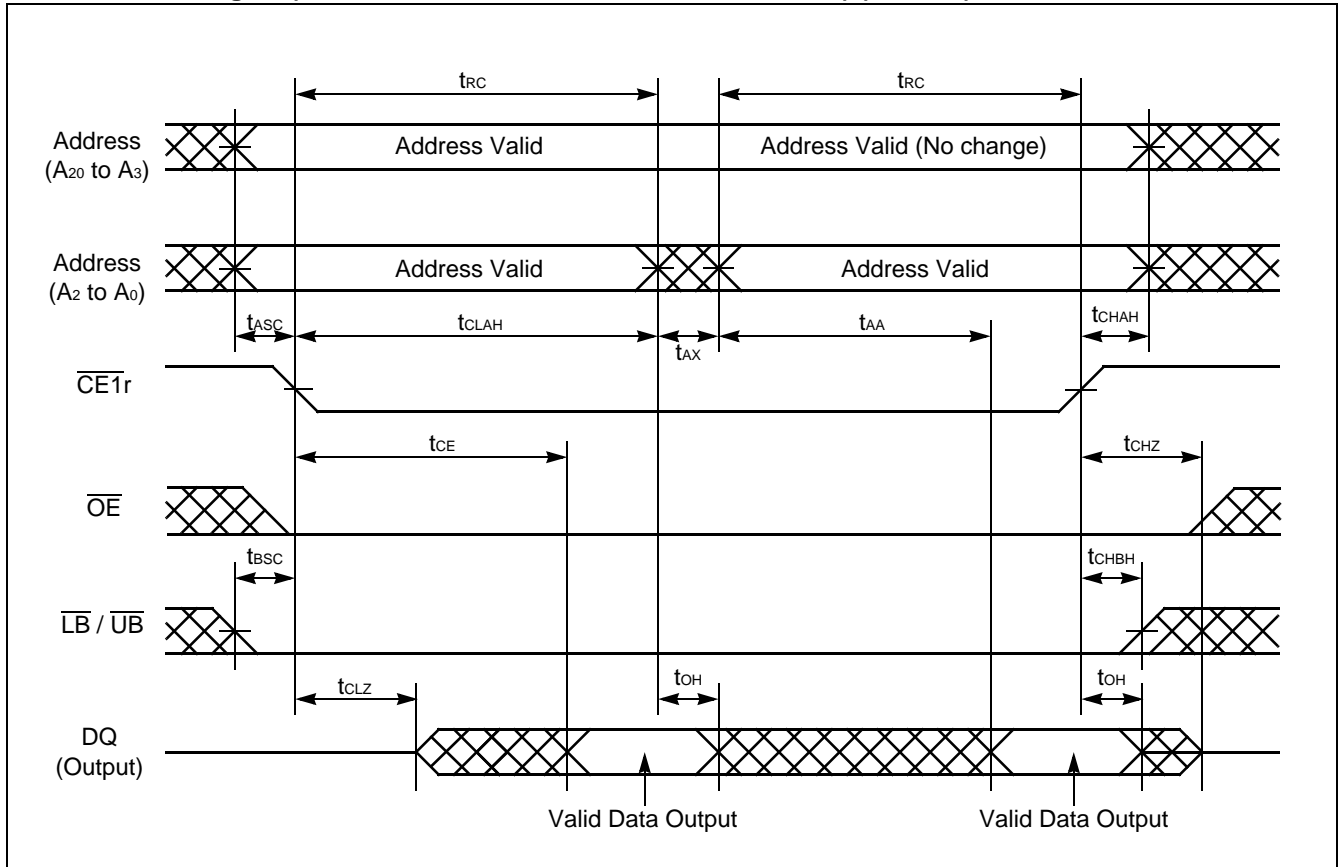 tRC tRC
Address
(A20 to A3)
Address Valid Address Valid (No change)
Address
(A2 to A0)
Address Valid Address Valid
tASC tCLAH tAX tAA tCHAH
CE1r
tCE tCHZ
OE
tBSC tCHBH
LB / UB
tCLZ tOH tOH
DQ
(Output)
Valid Data Output Valid Data Output